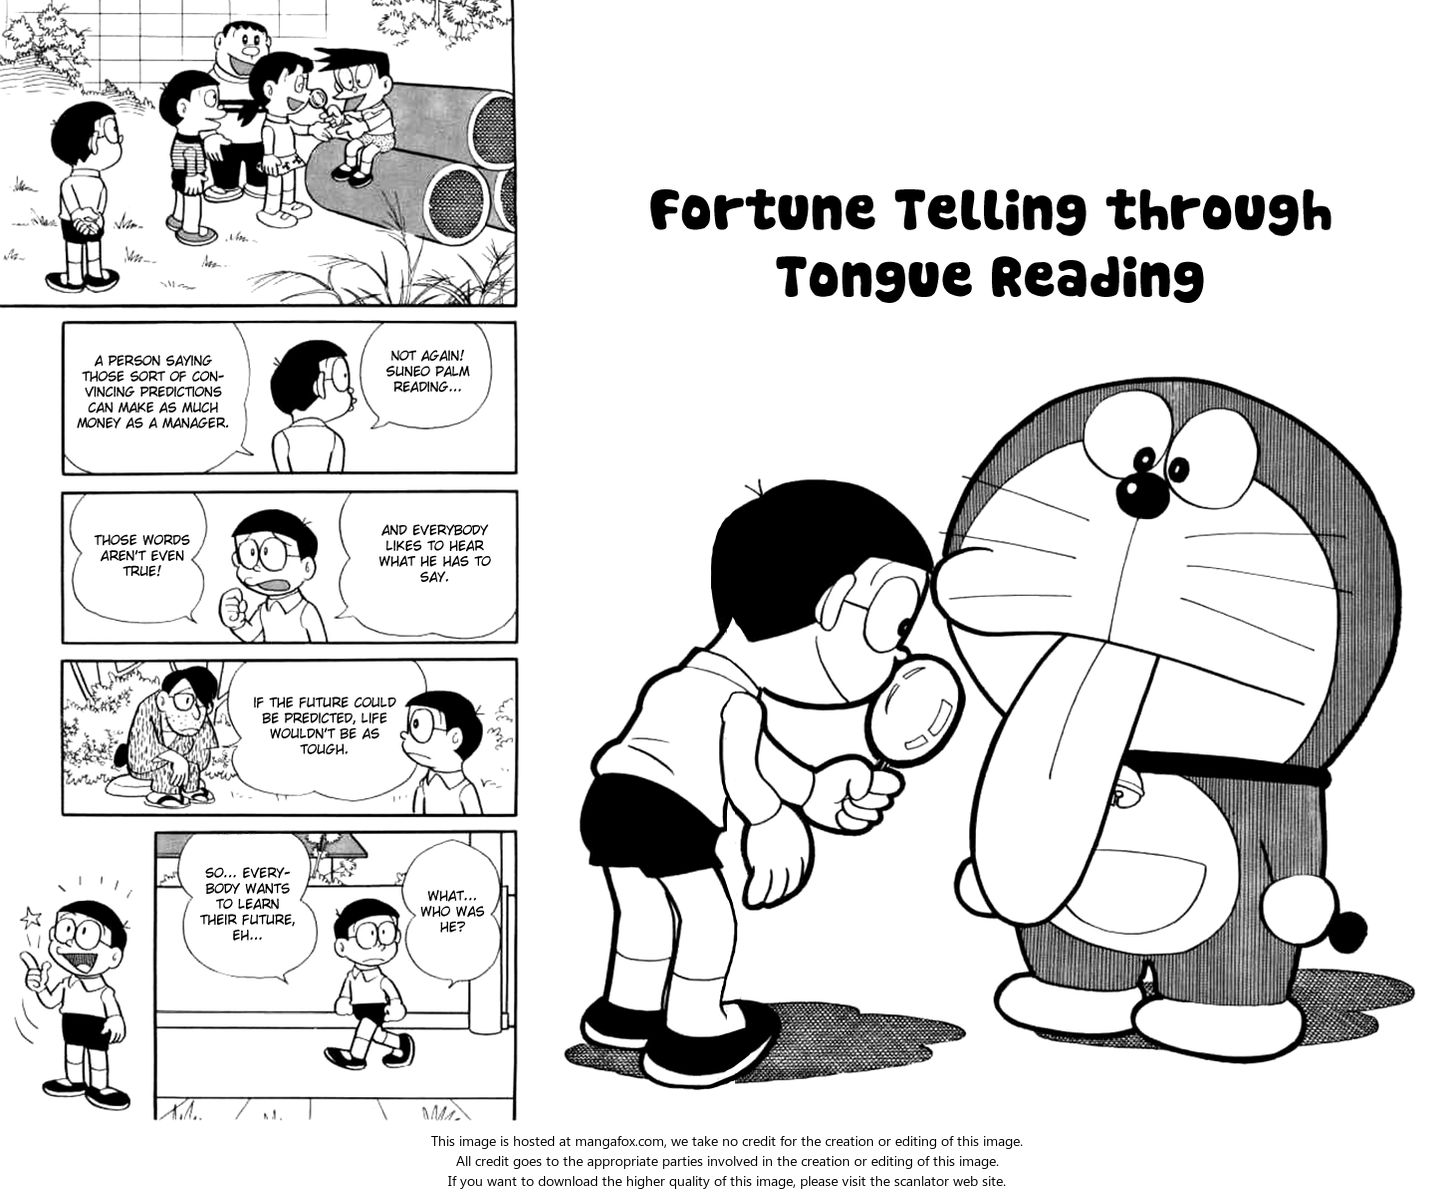 Fortune Telling through
Tongue Reading
NOT AGAIN!
SUNEO PALM
READING...
A PERSON SAYING
THOSE SORT OF CON-
VINCING PREDICTIONS
CAN MAKE AS MUCH
MONEY AS A MANAGER.
AND EVERYBODY
LIKES TO HEAR
WHAT HE HAS TO
SAY.
THOSE WORDS
AREN'T EVEN
TRUE!
IF THE FUTURE COULD
BE PREDICTED, LIFE
WOULDN'T BE AS
TOUGH.
WHAT...
WHO WAS
HE?
SO... EVERY-
BODY WANTS
TO LEARN
THEIR FUTURE,
EH...
This image is hosted at mangafox.com, we take no credit for the creation or editing of this image.
All credit goes to the appropriate parties involved in the creation or editing of this image.
If you want to download the higher quality of this image, please visit the scanlator web site.